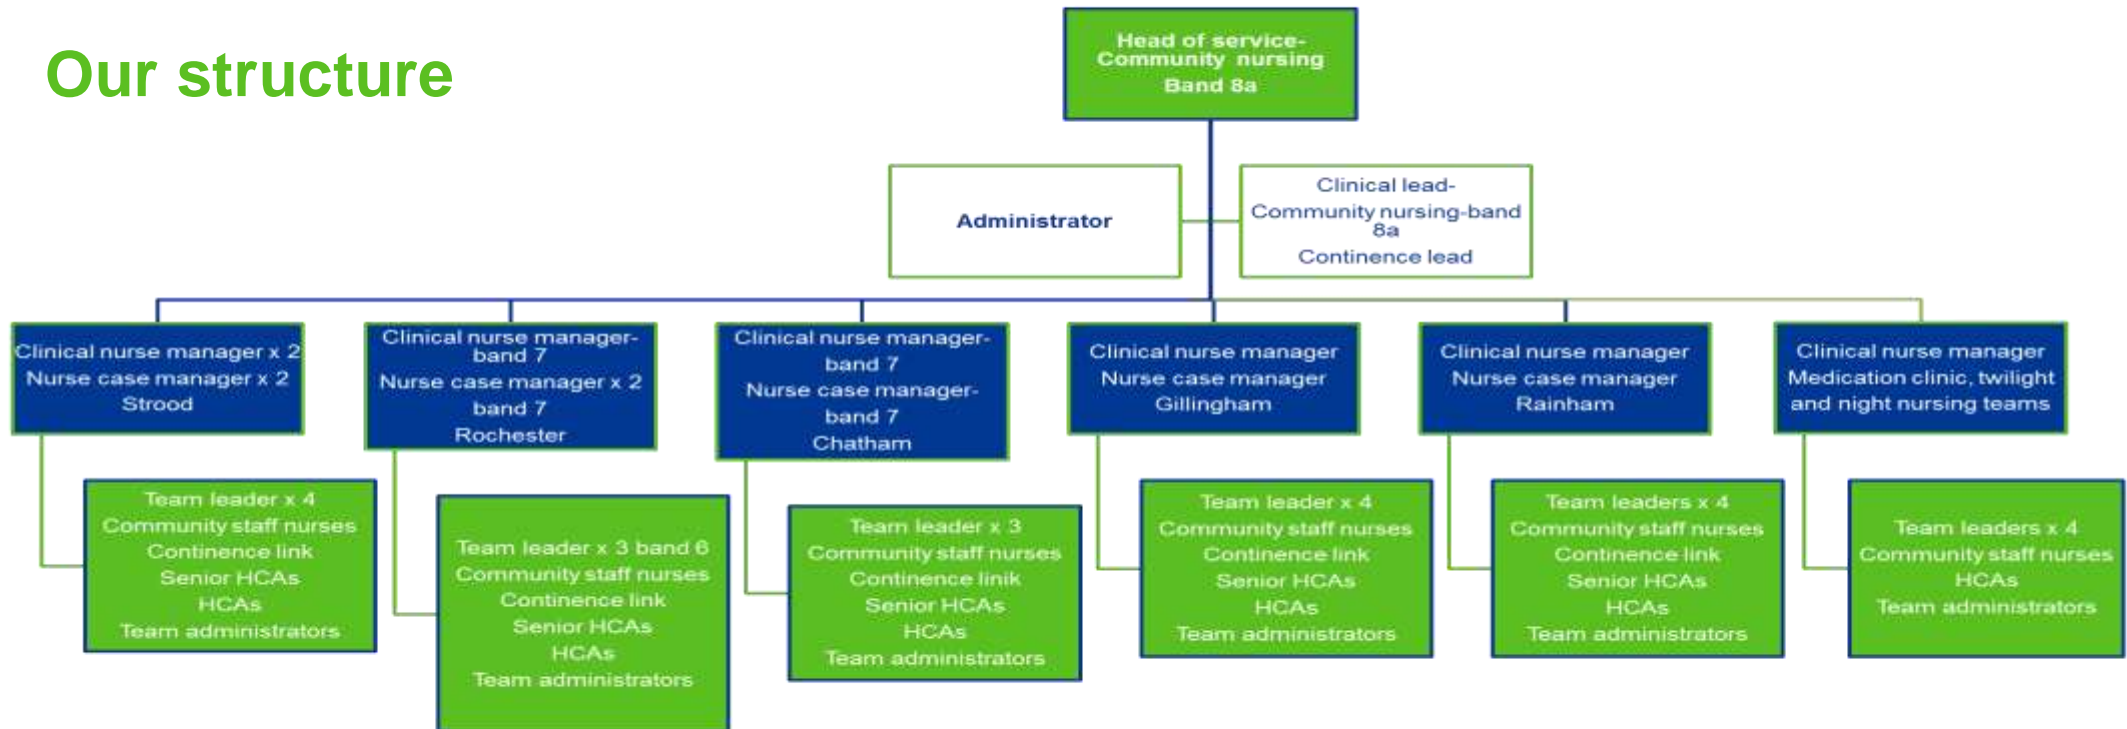 Our structure
Head of service-
Community nursing
Band 8a
Administrator
Clinical lead-
Community nursing-band
8a
Continence lead
Clinical nurse manager x 2
Nurse case manager x 2
Strood
Clinical nurse manager-
band 7
Nurse case manager x 2
band 7
Rochester
Clinical nurse manager-
band 7
Nurse case manager-
band 7
Chatham
Clinical nurse manager
Nurse case manager
Gillingham
Clinical nurse manager
Nurse case manager
Rainham
Clinical nurse manager
Medication clinic, twilight
and night nursing teams
Team leader x 4
Community staff nurses
Continence link
Senior HCAs
HCAs
Team administrators
Team leader x 3 band 6
Community staff nurses
Continence link
Senior HCAs
HCAs
Team administrators
Team leader x 3
Community staff nurses
Continence linik
Senior HCAs
HCAs
Team administrators
Team leader x 4
Community staff nurses
Continence link
Senior HCAs
HCAs
Team administrators
Team leaders x 4
Community staff nurses
Continence link
Senior HCAs
HCAs
Team administrators
Team leaders x 4
Community staff nurses
HCAs
Team administrators